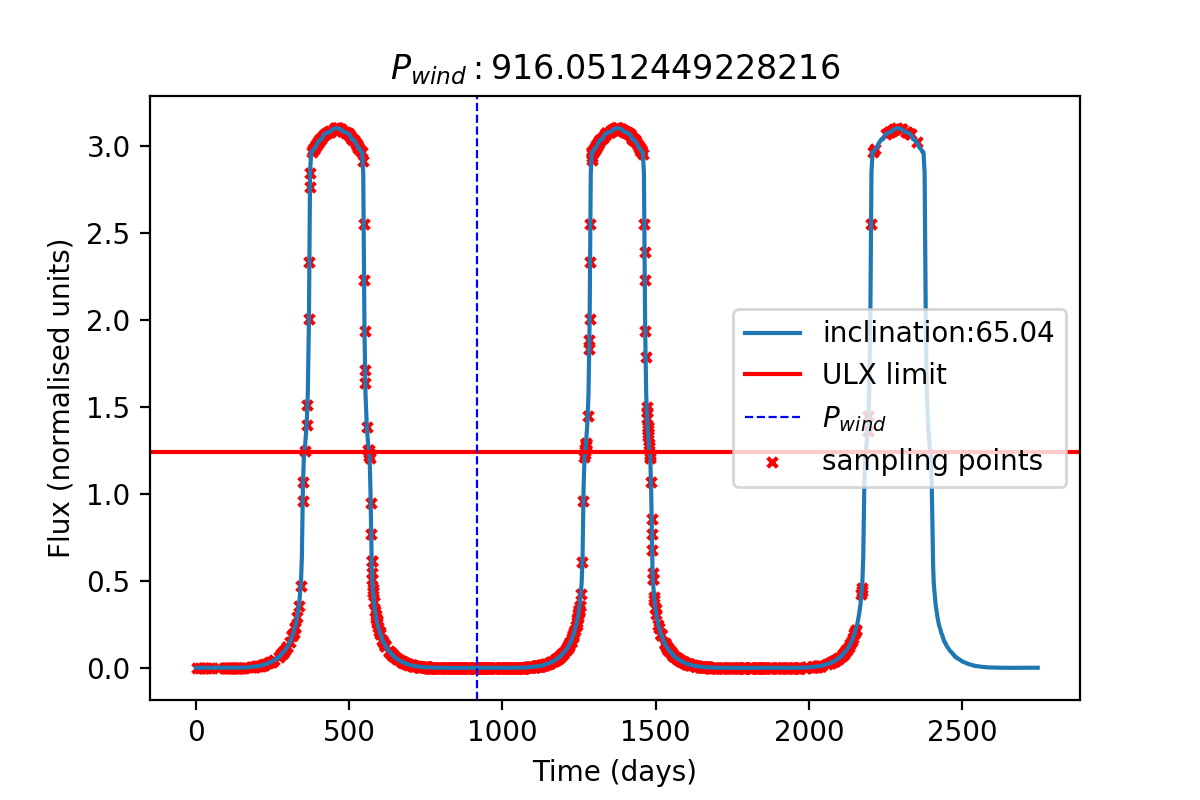 P_wind : 916.0512449228216
Flux (normalised units)
3.0
2.5
2.0
1.5
1.0
0.5
0.0
inclination:65.04
ULX limit
P_wind
sampling points
0
500
1000
1500
2000
2500
Time (days)